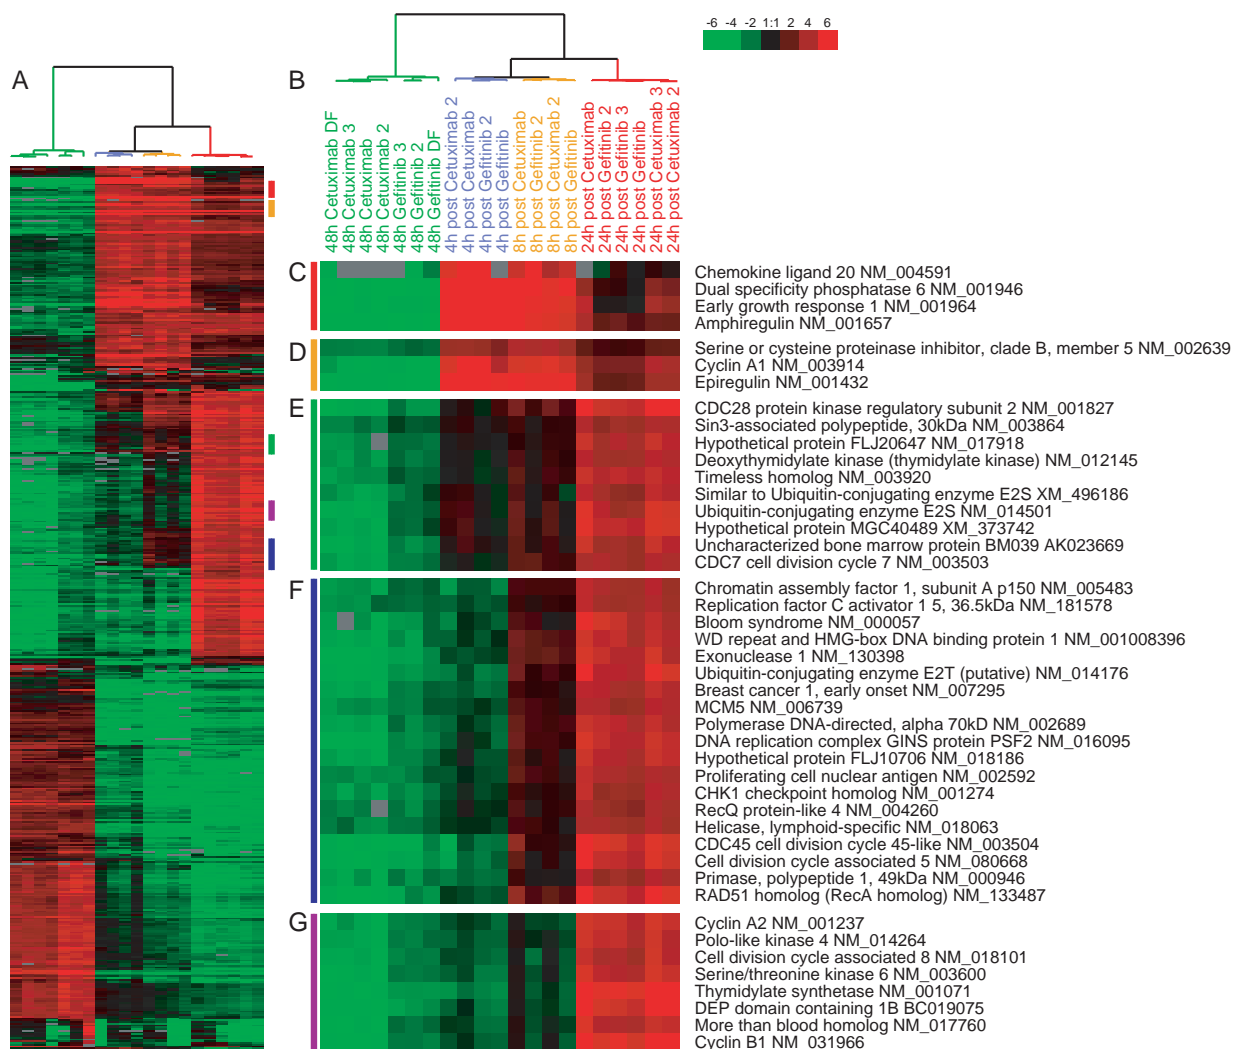 -6 -4 -2 1:1 2 4 6
A
B
48h Cetuximab DF
48h Cetuximab 3
48h Cetuximab
48h Cetuximab 2
48h Gefitinib 3
48h Gefitinib 2
48h Gefitinib DF
4h post Cetuximab 2
4h post Cetuximab
4h post Gefitinib 2
4h post Gefitinib
8h post Cetuximab
8h post Gefitinib 2
8h post Cetuximab 2
8h post Gefitinib
24h post Cetuximab
24h post Gefitinib 2
24h post Gefitinib 3
24h post Gefitinib
24h post Cetuximab 3
24h post Cetuximab 2
C
Chemokine ligand 20 NM_004591
Dual specificity phosphatase 6 NM_001946
Early growth response 1 NM_001964
Amphiregulin NM_001657
D
Serine or cysteine proteinase inhibitor, clade B, member 5 NM_002639
Cyclin A1 NM_003914
Epiregulin NM_001432
E
CDC28 protein kinase regulatory subunit 2 NM_001827
Sin3-associated polypeptide, 30kDa NM_003864
Hypothetical protein FLJ20647 NM_017918
Deoxythymidylate kinase (thymidylate kinase) NM_012145
Timeless homolog NM_003920
Similar to Ubiquitin-conjugating enzyme E2S XM_496186
Ubiquitin-conjugating enzyme E2S NM_014501
Hypothetical protein MGC40489 XM_373742
Uncharacterized bone marrow protein BM039 AK023669
CDC7 cell division cycle 7 NM_003503
F
Chromatin assembly factor 1, subunit A p150 NM_005483
Replication factor C activator 1 5, 36.5kDa NM_181578
Bloom syndrome NM_000057
WD repeat and HMG-box DNA binding protein 1 NM_001008396
Exonuclease 1 NM_130398
Ubiquitin-conjugating enzyme E2T (putative) NM_014176
Breast cancer 1, early onset NM_007295
MCM5 NM_006739
Polymerase DNA-directed, alpha 70kD NM_002689
DNA replication complex GINS protein PSF2 NM_016095
Hypothetical protein FLJ10706 NM_018186
Proliferating cell nuclear antigen NM_002592
CHK1 checkpoint homolog NM_001274
RecQ protein-like 4 NM_004260
Helicase, lymphoid-specific NM_018063
CDC45 cell division cycle 45-like NM_003504
Cell division cycle associated 5 NM_080668
Primase, polypeptide 1, 49kDa NM_000946
RAD51 homolog (RecA homolog) NM_133487
G
Cyclin A2 NM_001237
Polo-like kinase 4 NM_014264
Cell division cycle associated 8 NM_018101
Serine/threonine kinase 6 NM_003600
Thymidylate synthetase NM_001071
DEP domain containing 1B BC019075
More than blood homolog NM_017760
Cyclin B1 NM_031966